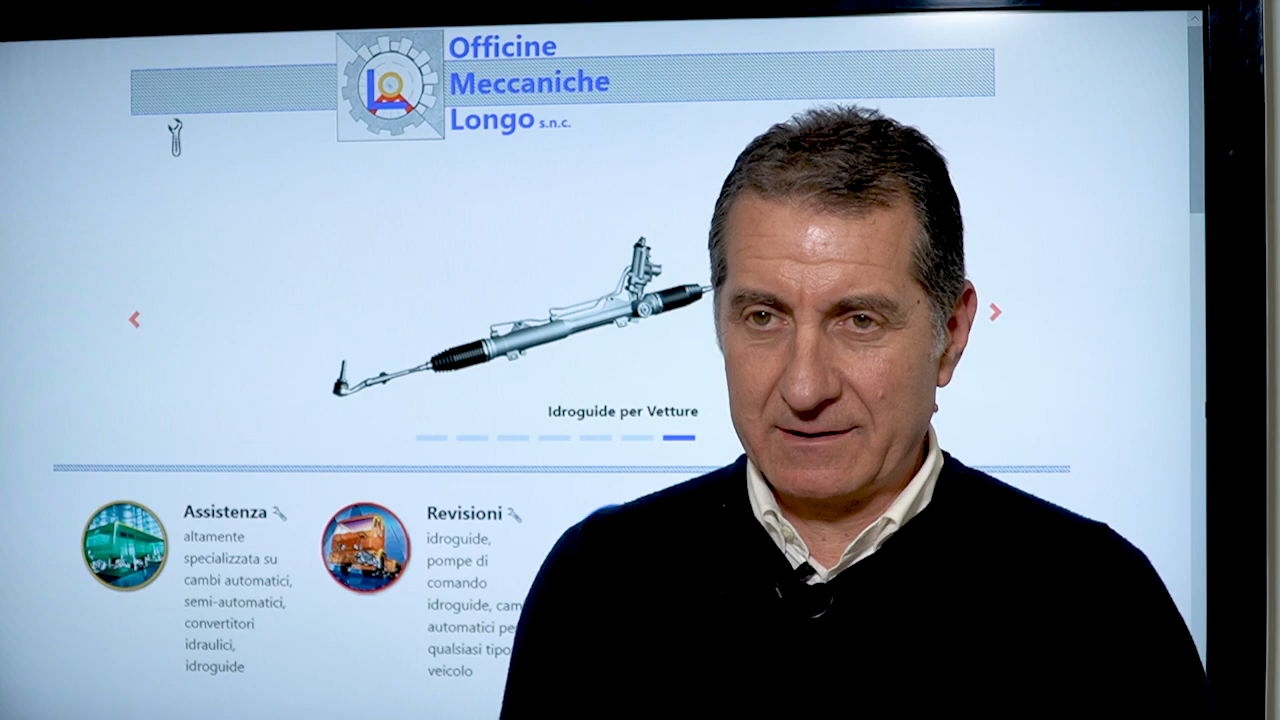 Officine
Meccaniche
Longo s.n.c.
Idroguide per Vetture
Assistenza
altamente
specializzata su
cambi automatici,
semi-automatici,
convertitori
idraulici,
idroguide
Revisioni
idroguide,
pompe di
comando
idroguide, cam
automatici pe
qualsiasi tipo
veicolo